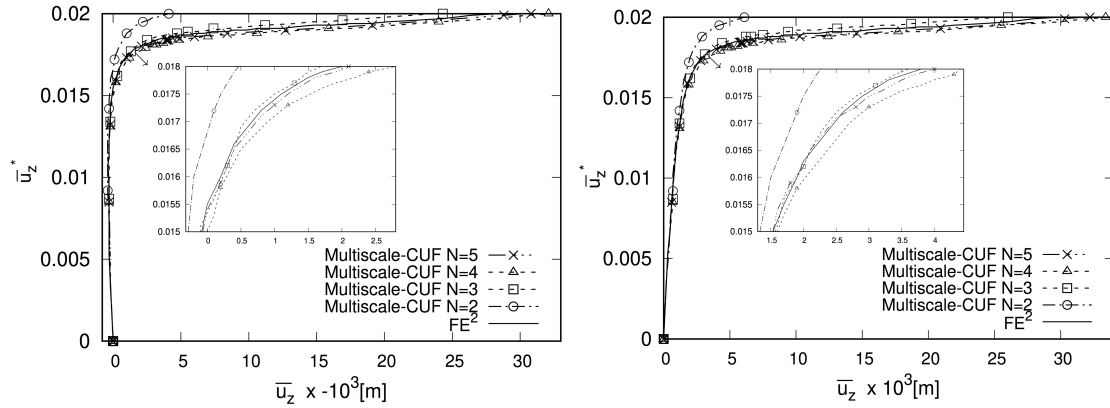 0.02
0.015
0.01
0.005
0
u̅z*
0.018
0.0175
0.017
0.0165
0.016
0.0155
0.015
0 0.5 1 1.5 2 2.5
Multiscale-CUF N=5
Multiscale-CUF N=4
Multiscale-CUF N=3
Multiscale-CUF N=2
FE²
0 5 10 15 20 25 30
u̅z x -10³[m]
0.02
0.015
0.01
0.005
0
u̅z*
0.018
0.0175
0.017
0.0165
0.016
0.0155
0.015
1.5 2 2.5 3 3.5 4
Multiscale-CUF N=5
Multiscale-CUF N=4
Multiscale-CUF N=3
Multiscale-CUF N=2
FE²
0 5 10 15 20 25 30
u̅z x 10³[m]